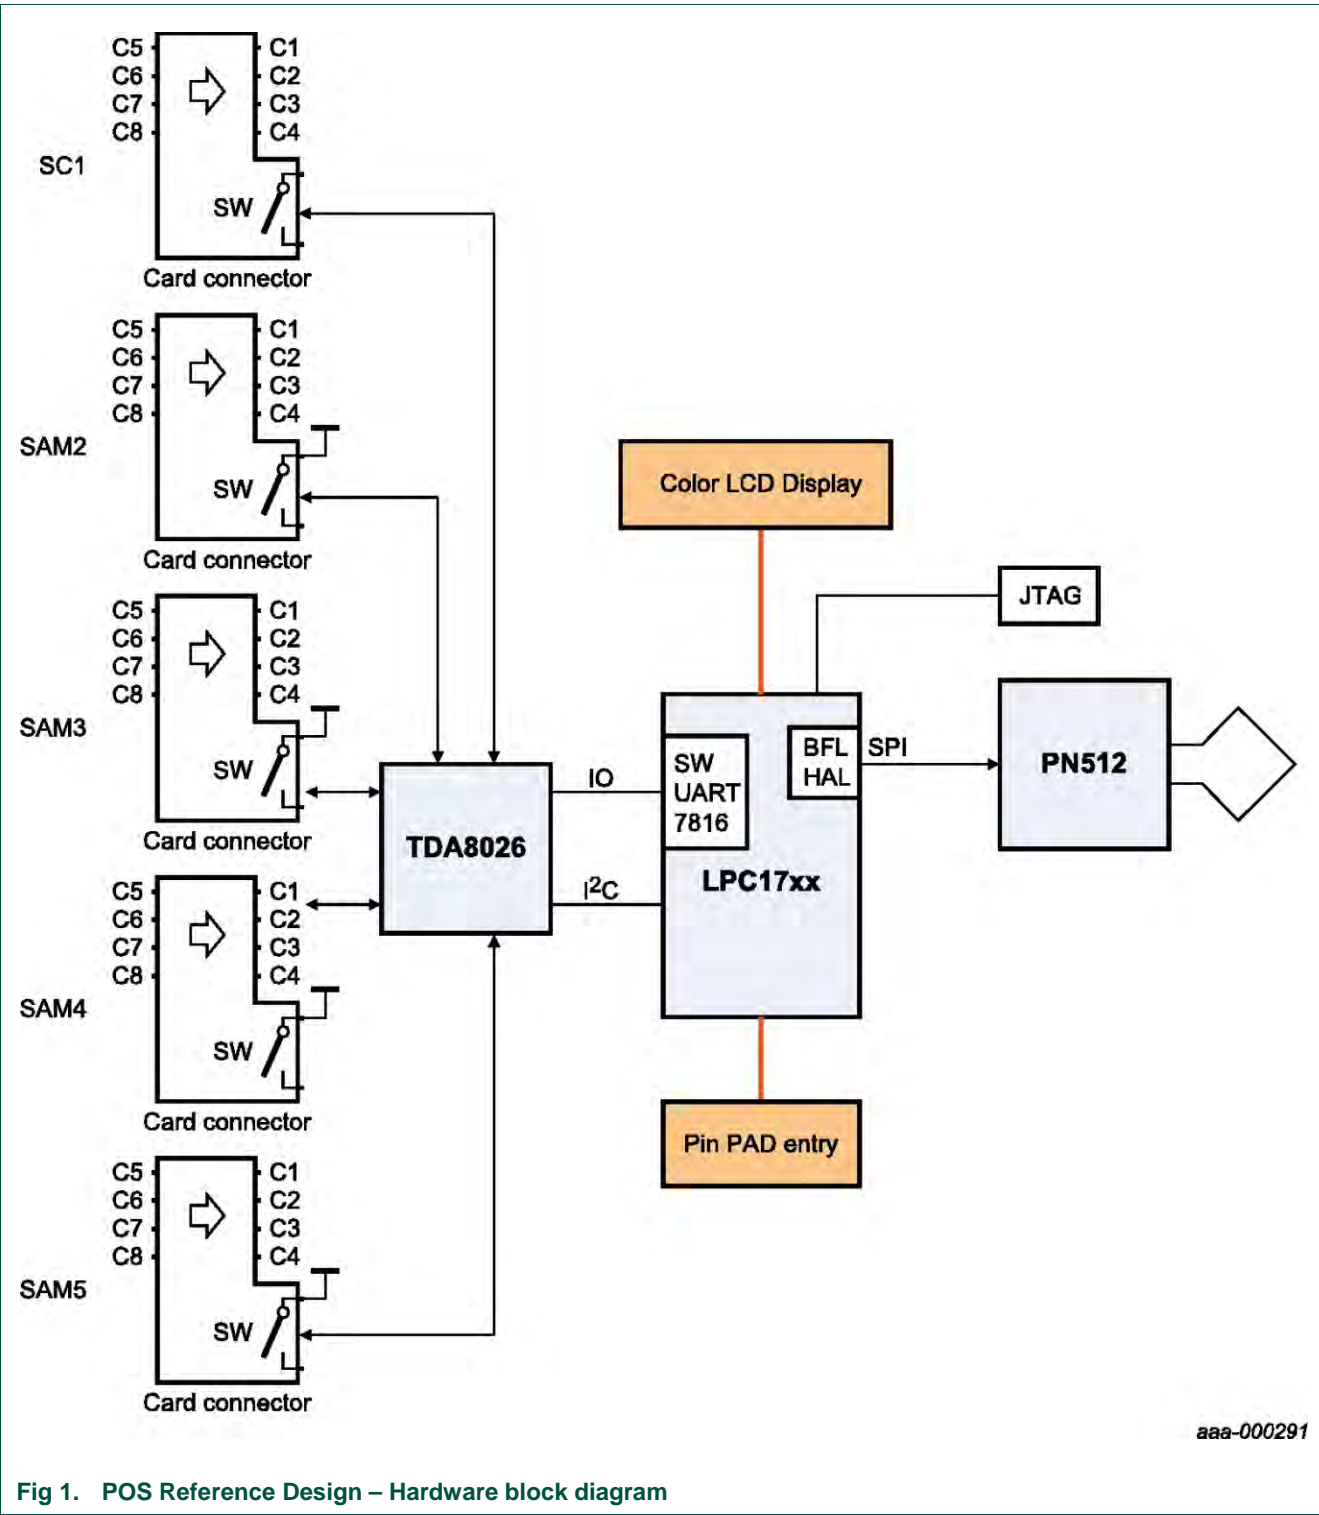 C5 C1
C6 C2
C7 C3
C8 C4
SC1
SW
Card connector
C5 C1
C6 C2
C7 C3
C8 C4
SAM2
SW
Card connector
C5 C1
C6 C2
C7 C3
C8 C4
SAM3
SW
Card connector
C5 C1
C6 C2
C7 C3
C8 C4
SAM4
SW
Card connector
C5 C1
C6 C2
C7 C3
C8 C4
SAM5
SW
Card connector
TDA8026
IO
I²C
Color LCD Display
JTAG
SW
UART
7816
BFL
HAL
SPI
LPC17xx
PN512
Pin PAD entry
aaa-000291
Fig 1. POS Reference Design – Hardware block diagram